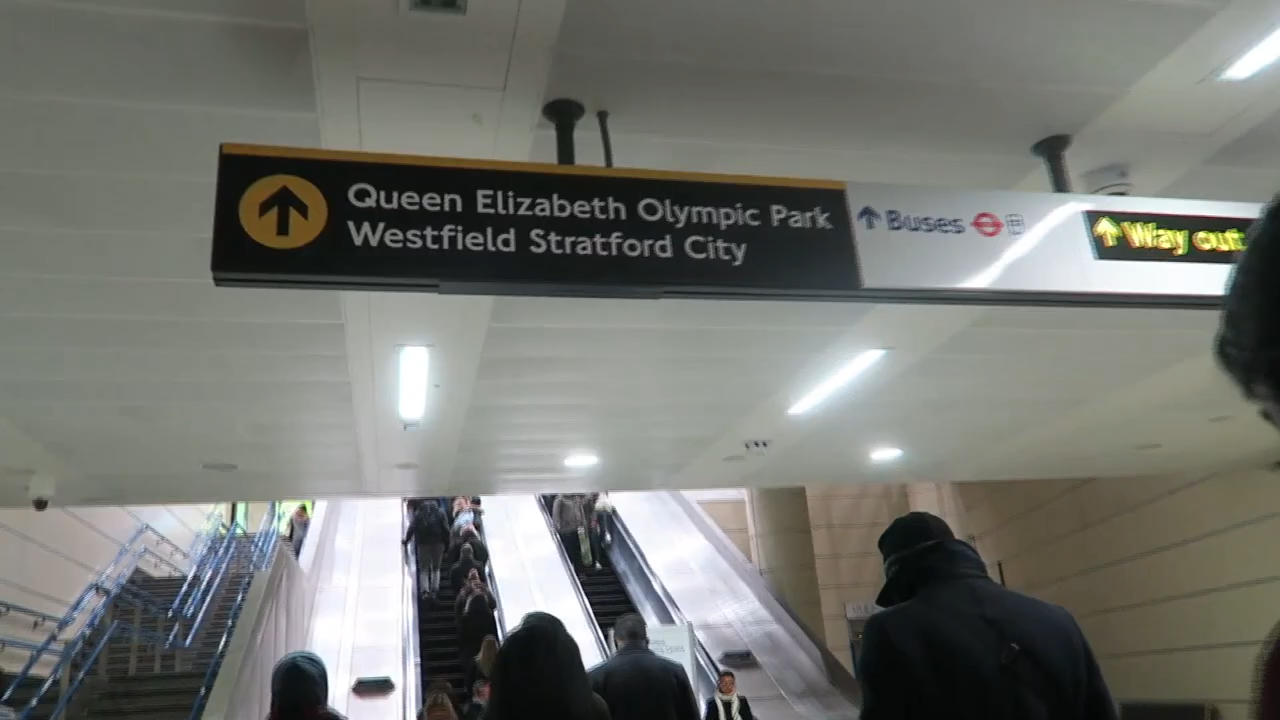 Queen Elizabeth Olympic Park
Westfield Stratford City
Buses
Way out